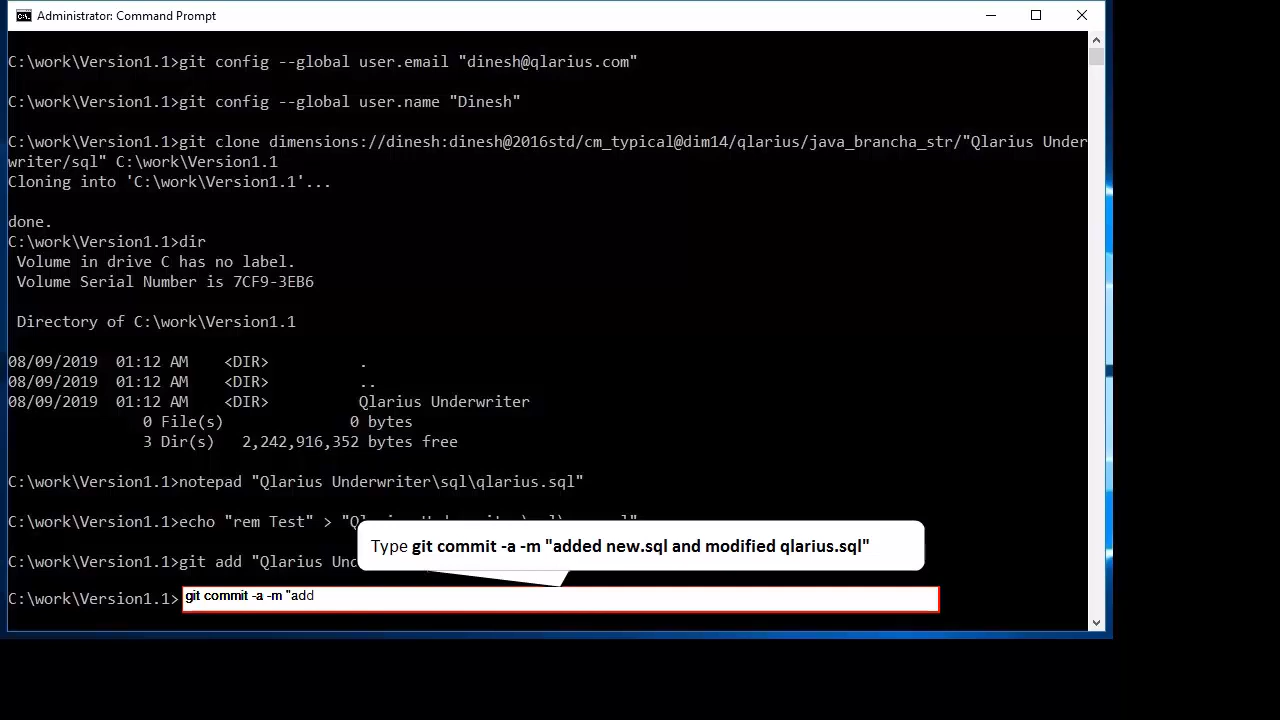 Administrator: Command Prompt
C:\work\Version1.1>git config --global user.email "dinesh@qlarius.com"
C:\work\Version1.1>git config --global user.name "Dinesh"
C:\work\Version1.1>git clone dimensions://dinesh:dinesh@2016std/cm_typical@dim14/qlarius/java_brancha_str/"Qlarius Under
writer/sql" C:\work\Version1.1
Cloning into 'C:\work\Version1.1'...
done.
C:\work\Version1.1>dir
Volume in drive C has no label.
Volume Serial Number is 7CF9-3EB6
Directory of C:\work\Version1.1
08/09/2019 01:12 AM <DIR> .
08/09/2019 01:12 AM <DIR> ..
08/09/2019 01:12 AM <DIR> Qlarius Underwriter
0 File(s) 0 bytes
3 Dir(s) 2,242,916,352 bytes free
C:\work\Version1.1>notepad "Qlarius Underwriter\sql\qlarius.sql"
C:\work\Version1.1>echo "rem Test" >
Type git commit -a -m "added new.sql and modified qlarius.sql"
C:\work\Version1.1>git add "Qlarius
C:\work\Version1.1> git commit -a -m "add